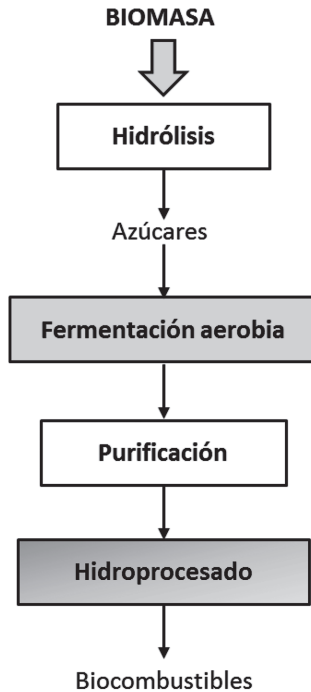 BIOMASA
Hidrólisis
Azúcares
Fermentación aerobia
Purificación
Hidroprocesado
Biocombustibles